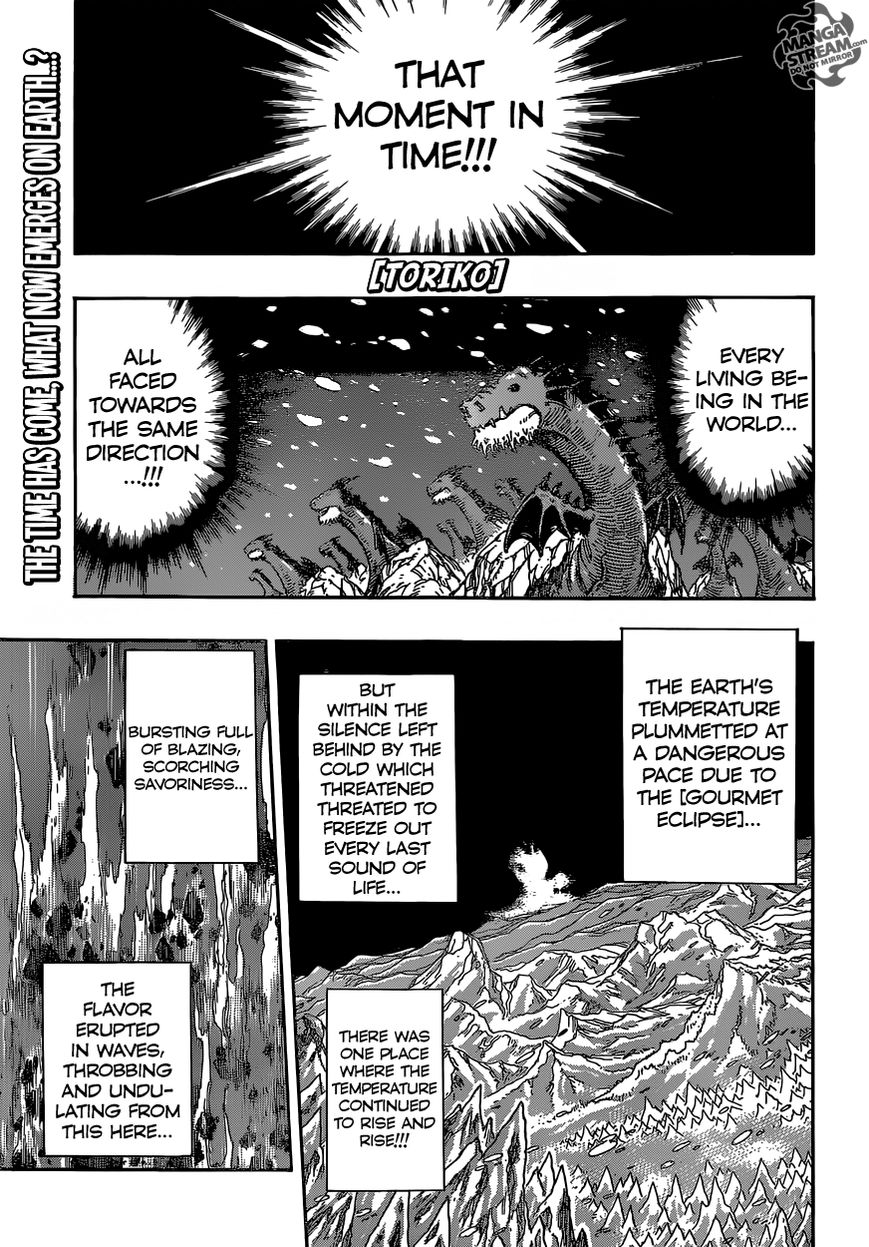 THAT
MOMENT IN
TIME!!!
MANGA
STREAM.com
DO NOT MIRROR!
THE TIME HAS COME, WHAT NOW EMERGES ON EARTH...?
[TORIKO]
EVERY
LIVING BE-
ING IN THE
WORLD...
ALL
FACED
TOWARDS
THE SAME
DIRECTION
...!!!
THE EARTH'S
TEMPERATURE
PLUMMETTED AT
A DANGEROUS
PACE DUE TO
THE [GOURMET
ECLIPSE]...
BUT
WITHIN THE
SILENCE LEFT
BEHIND BY THE
COLD WHICH
THREATENED
THREATED TO
FREEZE OUT
EVERY LAST
SOUND OF
LIFE...
THERE WAS
ONE PLACE
WHERE THE
TEMPERATURE
CONTINUED
TO RISE AND
RISE!!!
BURSTING FULL
OF BLAZING,
SCORCHING
SAVORINESS...
THE
FLAVOR
ERUPTED
IN WAVES,
THROBBING
AND UNDU-
LATING FROM
THIS HERE...